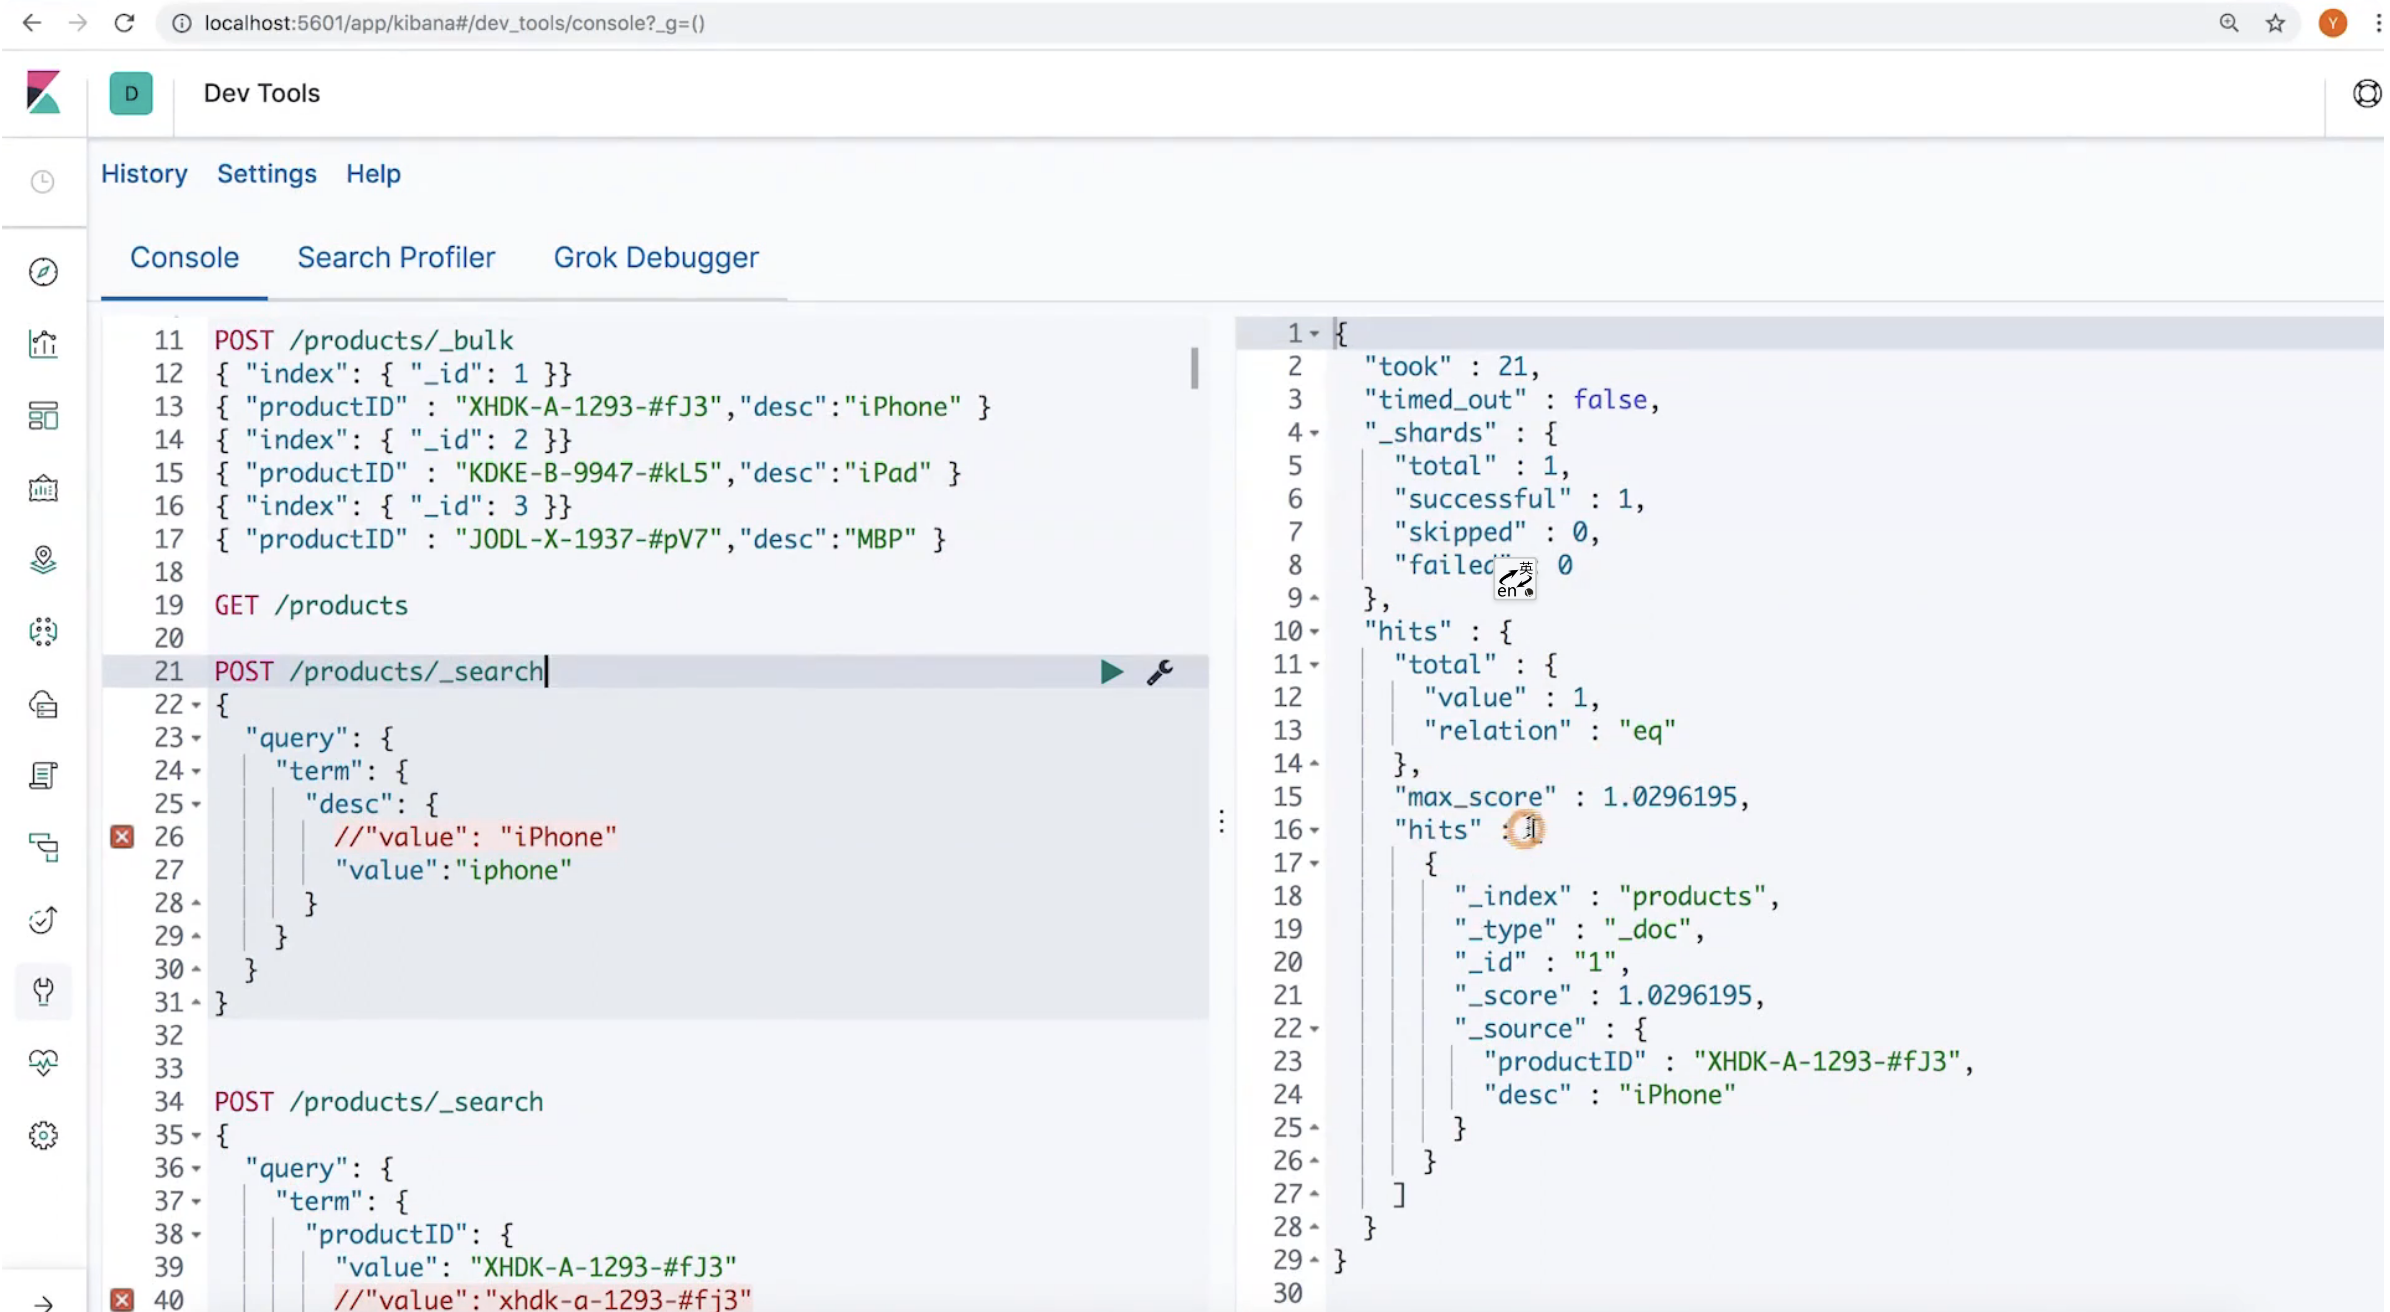 localhost:5601/app/kibana#/dev_tools/console?_g=()
Y
D
Dev Tools
History Settings Help
Console Search Profiler Grok Debugger
11 POST /products/_bulk
12 { "index": { "_id": 1 }}
13 { "productID" : "XHDK-A-1293-#fJ3","desc":"iPhone" }
14 { "index": { "_id": 2 }}
15 { "productID" : "KDKE-B-9947-#kL5","desc":"iPad" }
16 { "index": { "_id": 3 }}
17 { "productID" : "JODL-X-1937-#pV7","desc":"MBP" }
18
19 GET /products
20
21 POST /products/_search
22 {
23 "query": {
24 "term": {
25 "desc": {
26 //"value": "iPhone"
27 "value":"iphone"
28 }
29 }
30 }
31 }
32
33
34 POST /products/_search
35 {
36 "query": {
37 "term": {
38 "productID": {
39 "value": "XHDK-A-1293-#fJ3"
40 //"value":"xhdk-a-1293-#fj3"
1 {
2 "took" : 21,
3 "timed_out" : false,
4 "_shards" : {
5 "total" : 1,
6 "successful" : 1,
7 "skipped" : 0,
8 "failed" : 0
英
en
9 },
10 "hits" : {
11 "total" : {
12 "value" : 1,
13 "relation" : "eq"
14 },
15 "max_score" : 1.0296195,
16 "hits" : [
17 {
18 "_index" : "products",
19 "_type" : "_doc",
20 "_id" : "1",
21 "_score" : 1.0296195,
22 "_source" : {
23 "productID" : "XHDK-A-1293-#fJ3",
24 "desc" : "iPhone"
25 }
26 }
27 ]
28 }
29 }
30